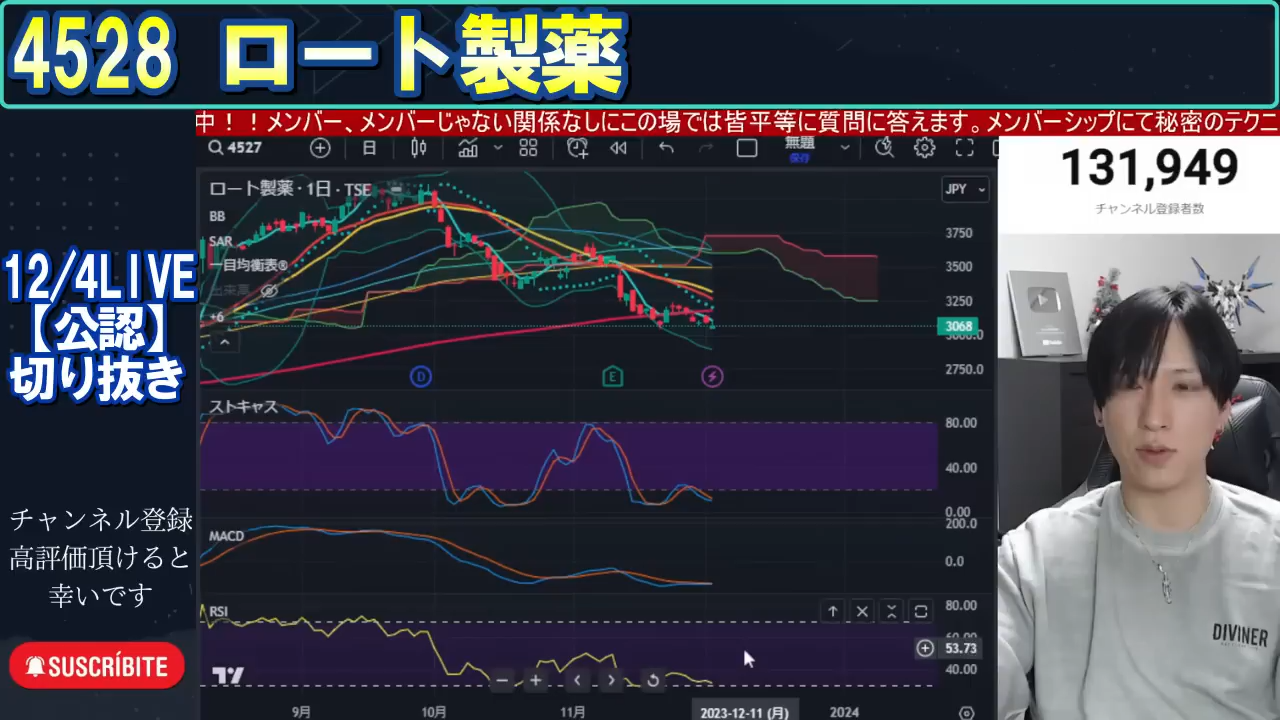 4528 ロート製薬
中！！メンバー、メンバーじゃない関係なしにこの場では皆平等に質問に答えます。メンバーシップにて秘密のテクニ
4527
日
無題
保存
131,949
チャンネル登録者数
ロート製薬・1日・TSE
JPY
BB
SAR
一目均衡表
出来高
+6
3750
3500
3250
3068
3000.0
2750.0
D
E
12/4LIVE
【公認】
切り抜き
ストキャス
80.00
40.00
0.00
MACD
200.0
0.0
RSI
80.00
60.00
53.73
40.00
チャンネル登録
高評価頂けると
幸いです
SUSCRÍBITE
DIVINER
9月
10月
11月
2023-12-11 (月)
2024